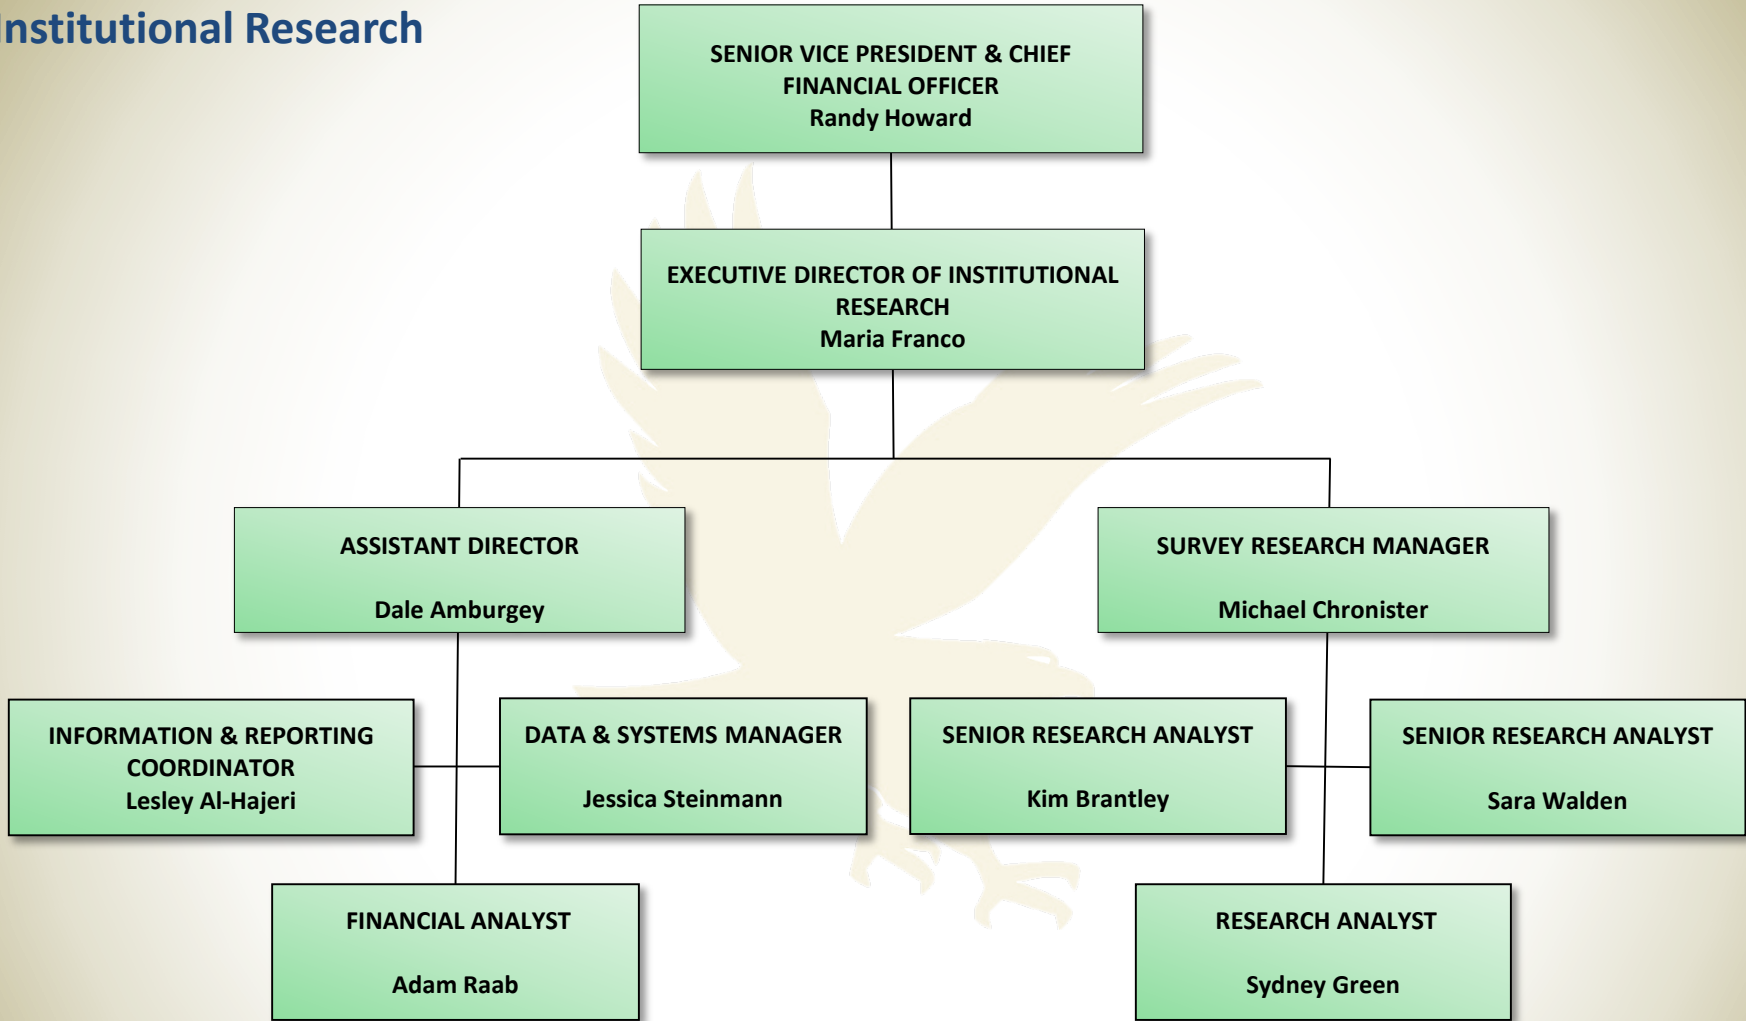 Institutional Research
SENIOR VICE PRESIDENT & CHIEF
FINANCIAL OFFICER
Randy Howard
EXECUTIVE DIRECTOR OF INSTITUTIONAL
RESEARCH
Maria Franco
ASSISTANT DIRECTOR
Dale Amburgey
SURVEY RESEARCH MANAGER
Michael Chronister
INFORMATION & REPORTING
COORDINATOR
Lesley Al-Hajeri
DATA & SYSTEMS MANAGER
Jessica Steinmann
SENIOR RESEARCH ANALYST
Kim Brantley
SENIOR RESEARCH ANALYST
Sara Walden
FINANCIAL ANALYST
Adam Raab
RESEARCH ANALYST
Sydney Green